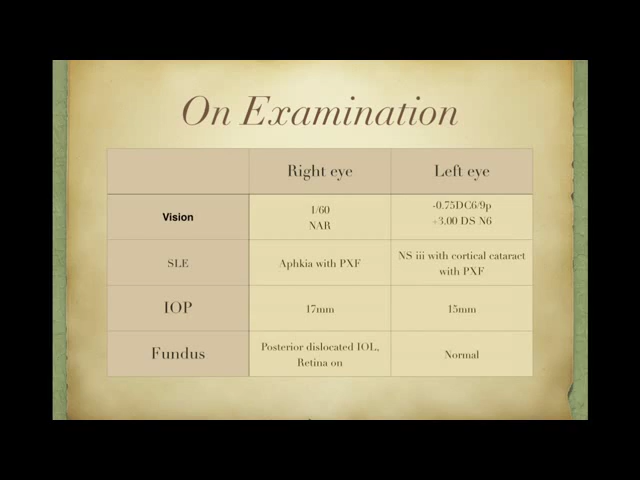 On Examination
Right eye
Left eye
Vision
1/60
NAR
-0.75DC6/9p
+3.00 DS N6
SLE
Aphkia with PXF
NS iii with cortical cataract
with PXF
IOP
17mm
15mm
Fundus
Posterior dislocated IOL,
Retina on
Normal